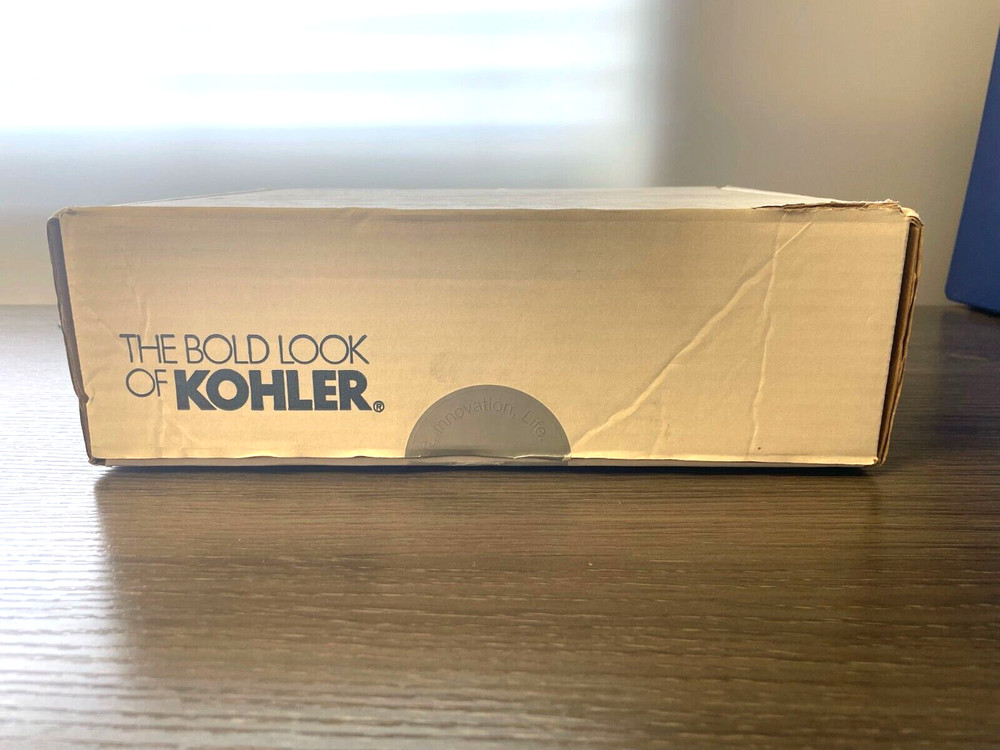 THE BOLD LOOK
OF KOHLER®
Innovation. Life.